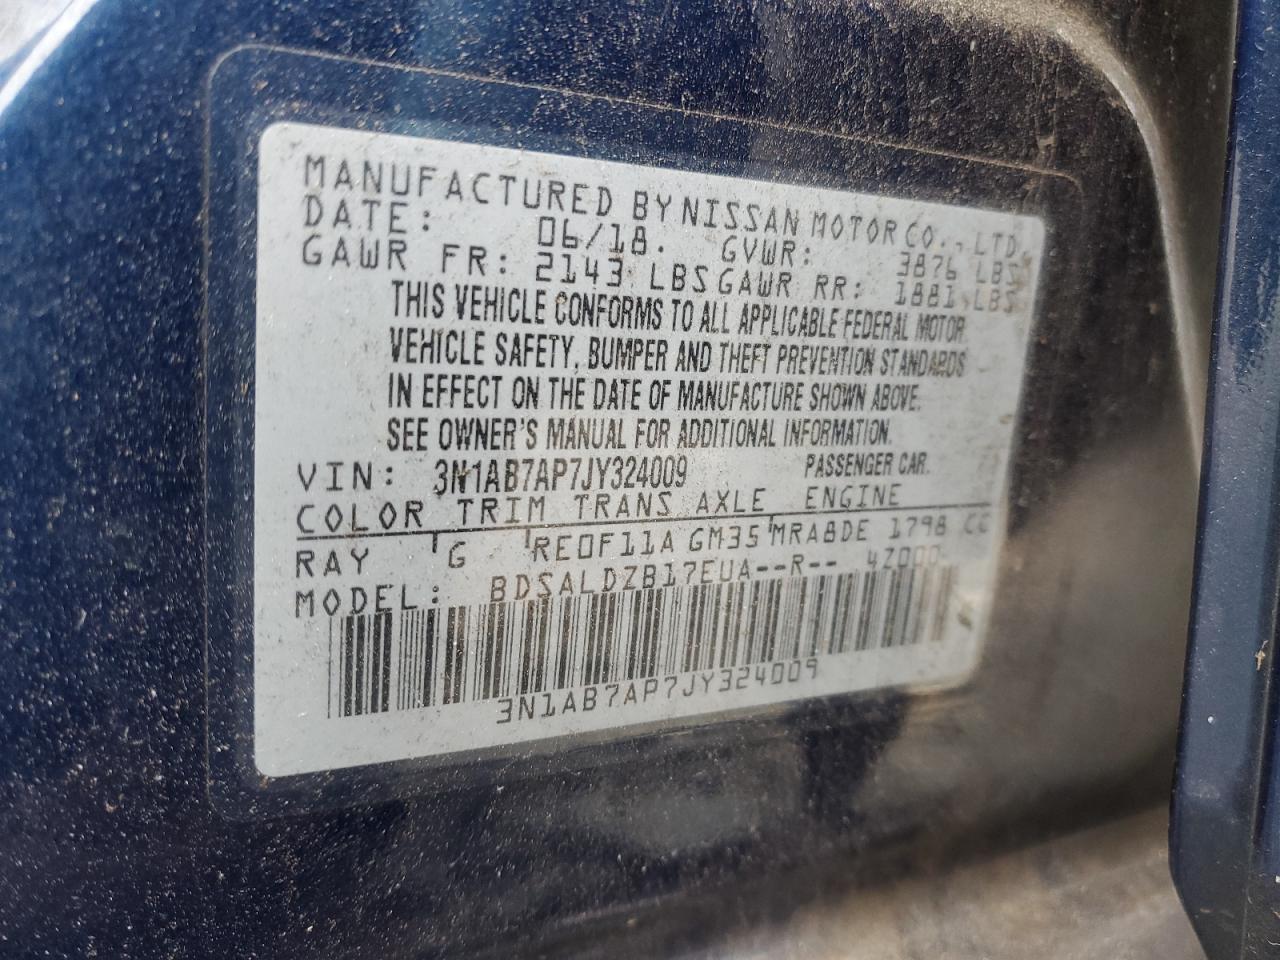 MANUFACTURED BY NISSAN MOTOR CO., LTD.
DATE: 06/18. GVWR: 3876 LBS
GAWR FR: 2143 LBS GAWR RR: 1881 LBS
THIS VEHICLE CONFORMS TO ALL APPLICABLE FEDERAL MOTOR
VEHICLE SAFETY, BUMPER AND THEFT PREVENTION STANDARDS
IN EFFECT ON THE DATE OF MANUFACTURE SHOWN ABOVE.
SEE OWNER'S MANUAL FOR ADDITIONAL INFORMATION.
VIN: 3N1AB7AP7JY324009 PASSENGER CAR.
COLOR TRIM TRANS AXLE ENGINE
RAY G RE0F11A GM35 MRA8DE 1798 CC
MODEL: BDSALDZB17EUA--R-- 4Z000
3N1AB7AP7JY324009